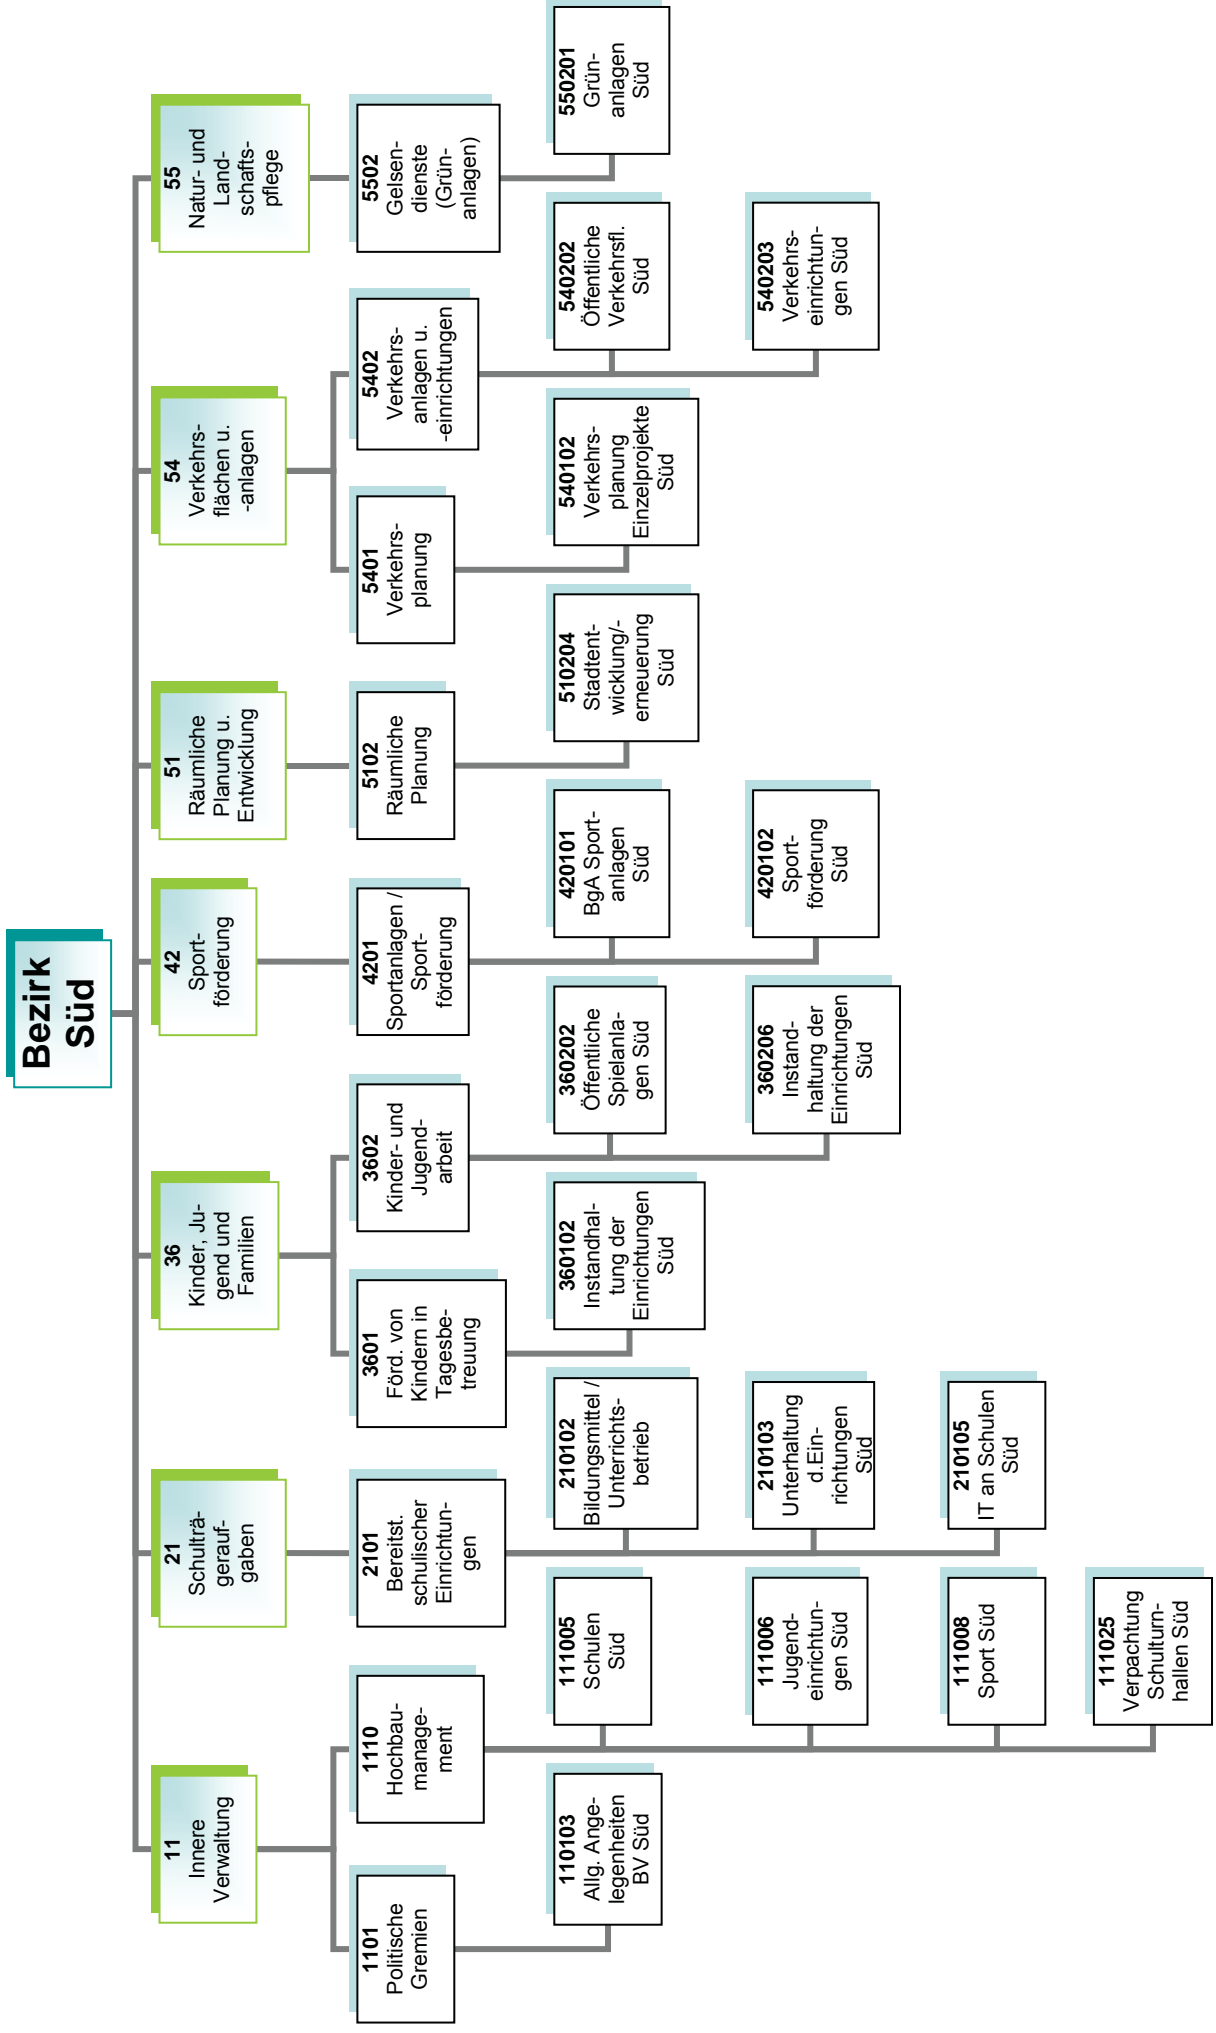 Bezirk
Süd
11
Innere
Verwaltung
21
Schulträ-
gerauf-
gaben
36
Kinder, Ju-
gend und
Familien
42
Sport-
förderung
51
Räumliche
Planung u.
Entwicklung
54
Verkehrs-
flächen u.
-anlagen
55
Natur- und
Land-
schafts-
pflege
1101
Politische
Gremien
1110
Hochbau-
manage-
ment
2101
Bereitst.
schulischer
Einrichtun-
gen
3601
Förd. von
Kindern in
Tagesbe-
treuung
3602
Kinder- und
Jugend-
arbeit
4201
Sportanlagen /
Sport-
förderung
5102
Räumliche
Planung
5401
Verkehrs-
planung
5402
Verkehrs-
anlagen u.
-einrichtungen
5502
Gelsen-
dienste
(Grün-
anlagen)
110103
Allg. Ange-
legenheiten
BV Süd
111005
Schulen
Süd
210102
Bildungsmittel /
Unterrichts-
betrieb
360102
Instandhal-
tung der
Einrichtungen
Süd
360202
Öffentliche
Spielanla-
gen Süd
420101
BgA Sport-
anlagen
Süd
510204
Stadtent-
wicklung/-
erneuerung
Süd
540102
Verkehrs-
planung
Einzelprojekte
Süd
540202
Öffentliche
Verkehrsfl.
Süd
550201
Grün-
anlagen
Süd
111006
Jugend-
einrichtun-
gen Süd
210103
Unterhaltung
d.Ein-
richtungen
Süd
360206
Instand-
haltung der
Einrichtungen
Süd
420102
Sport-
förderung
Süd
540203
Verkehrs-
einrichtun-
gen Süd
111008
Sport Süd
210105
IT an Schulen
Süd
111025
Verpachtung
Schulturn-
hallen Süd